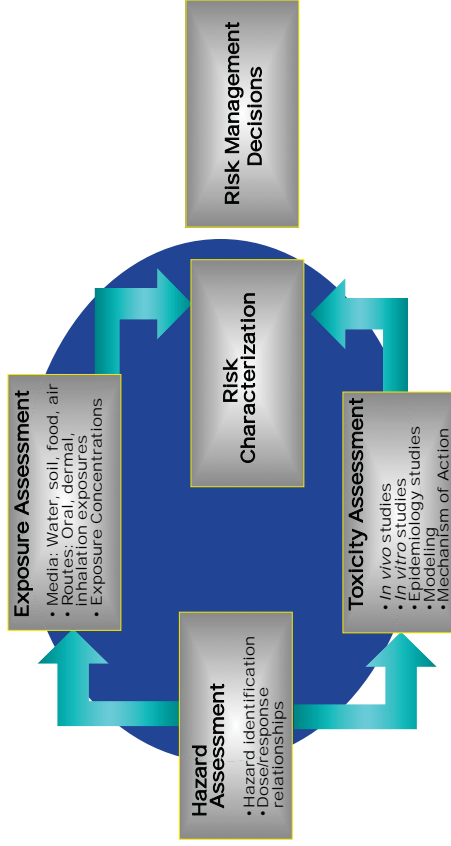 Hazard
Assessment
• Hazard identification
• Dose/response
relationships
Exposure Assessment
• Media: Water, soil, food, air
• Routes: Oral, dermal,
inhalation exposures
• Exposure Concentrations
Toxicity Assessment
• In vivo studies
• In vitro studies
• Epidemiology studies
• Modeling
• Mechanism of Action
Risk
Characterization
Risk Management
Decisions